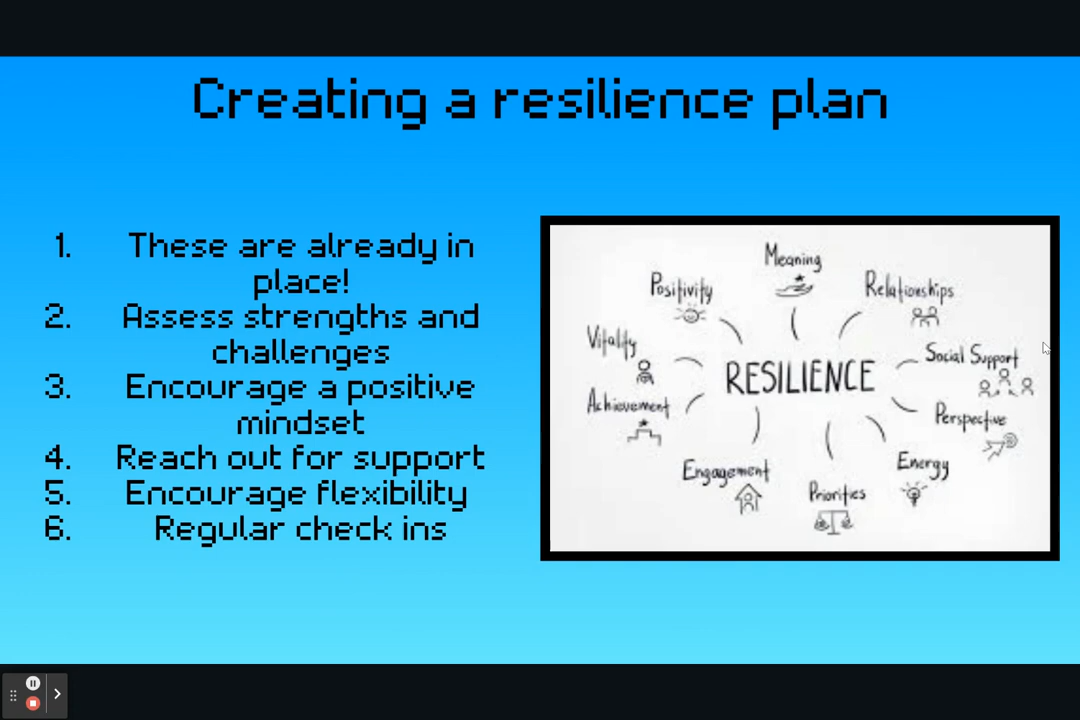 Creating a resilience plan
1. These are already in
place!
2. Assess strengths and
challenges
3. Encourage a positive
mindset
4. Reach out for support
5. Encourage flexibility
6. Regular check ins
Meaning
Positivity
Relationships
Vitality
Social Support
RESILIENCE
Achievement
Perspective
Engagement
Energy
Priorities